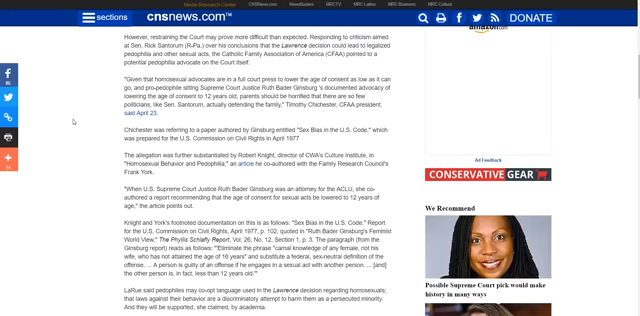 Media Research Center CNSNews.com NewsBusters MRCTV MRC Latino MRC Business MRC Culture
sections cnsnews.com™ DONATE
amazon.com
However, restraining the Court may prove more difficult than expected. Responding to criticism aimed
at Sen. Rick Santorum (R-Pa.) over his conclusions that the Lawrence decision could lead to legalized
pedophilia and other sexual acts, the Catholic Family Association of America (CFAA) pointed to a
potential pedophilia advocate on the Court itself.
"Given that homosexual advocates are in a full court press to lower the age of consent as low as it can
go, and pro-pedophile sitting Supreme Court Justice Ruth Bader Ginsburg 's documented advocacy of
lowering the age of consent to 12 years old, parents should be horrified that there are so few
politicians, like Sen. Santorum, actually defending the family," Timothy Chichester, CFAA president,
said April 23.
Chichester was referring to a paper authored by Ginsburg entitled "Sex Bias in the U.S. Code," which
was prepared for the U.S. Commission on Civil Rights in April 1977
The allegation was further substantiated by Robert Knight, director of CWA's Culture Institute, in
"Homosexual Behavior and Pedophilia," an article he co-authored with the Family Research Council's
Frank York.
"When U.S. Supreme Court Justice Ruth Bader Ginsburg was an attorney for the ACLU, she co-
authored a report recommending that the age of consent for sexual acts be lowered to 12 years of
age," the article points out.
Knight and York's footnoted documentation on this is as follows: "Sex Bias in the U.S. Code," Report
for the U.S. Commission on Civil Rights, April 1977, p. 102, quoted in "Ruth Bader Ginsburg's Feminist
World View," The Phyllis Schlafly Report, Vol. 26, No. 12, Section 1, p. 3. The paragraph (from the
Ginsburg report) reads as follows: "'Eliminate the phrase "carnal knowledge of any female, not his
wife, who has not attained the age of 16 years" and substitute a federal, sex-neutral definition of the
offense. ... A person is guilty of an offense if he engages in a sexual act with another person. ... [and]
the other person is, in fact, less than 12 years old.'"
LaRue said pedophiles may co-opt language used in the Lawrence decision regarding homosexuals;
that laws against their behavior are a discriminatory attempt to harm them as a persecuted minority.
And they will be supported, she claimed, by academia.
Ad Feedback
CONSERVATIVE GEAR
We Recommend
Possible Supreme Court pick would make
history in many ways